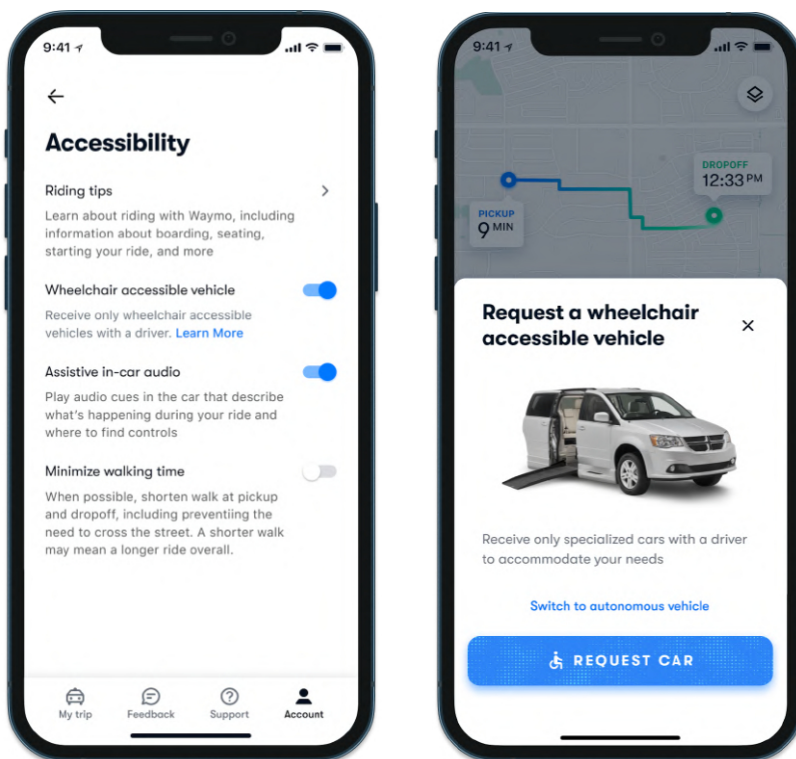 9:41
Accessibility
Riding tips
Learn about riding with Waymo, including
information about boarding, seating,
starting your ride, and more
Wheelchair accessible vehicle
Receive only wheelchair accessible
vehicles with a driver. Learn More
Assistive in-car audio
Play audio cues in the car that describe
what's happening during your ride and
where to find controls
Minimize walking time
When possible, shorten walk at pickup
and dropoff, including preventiing the
need to cross the street. A shorter walk
may mean a longer ride overall.
My trip
Feedback
Support
Account
9:41
DROPOFF
12:33 PM
PICKUP
9 MIN
Request a wheelchair
accessible vehicle
Receive only specialized cars with a driver
to accommodate your needs
Switch to autonomous vehicle
REQUEST CAR